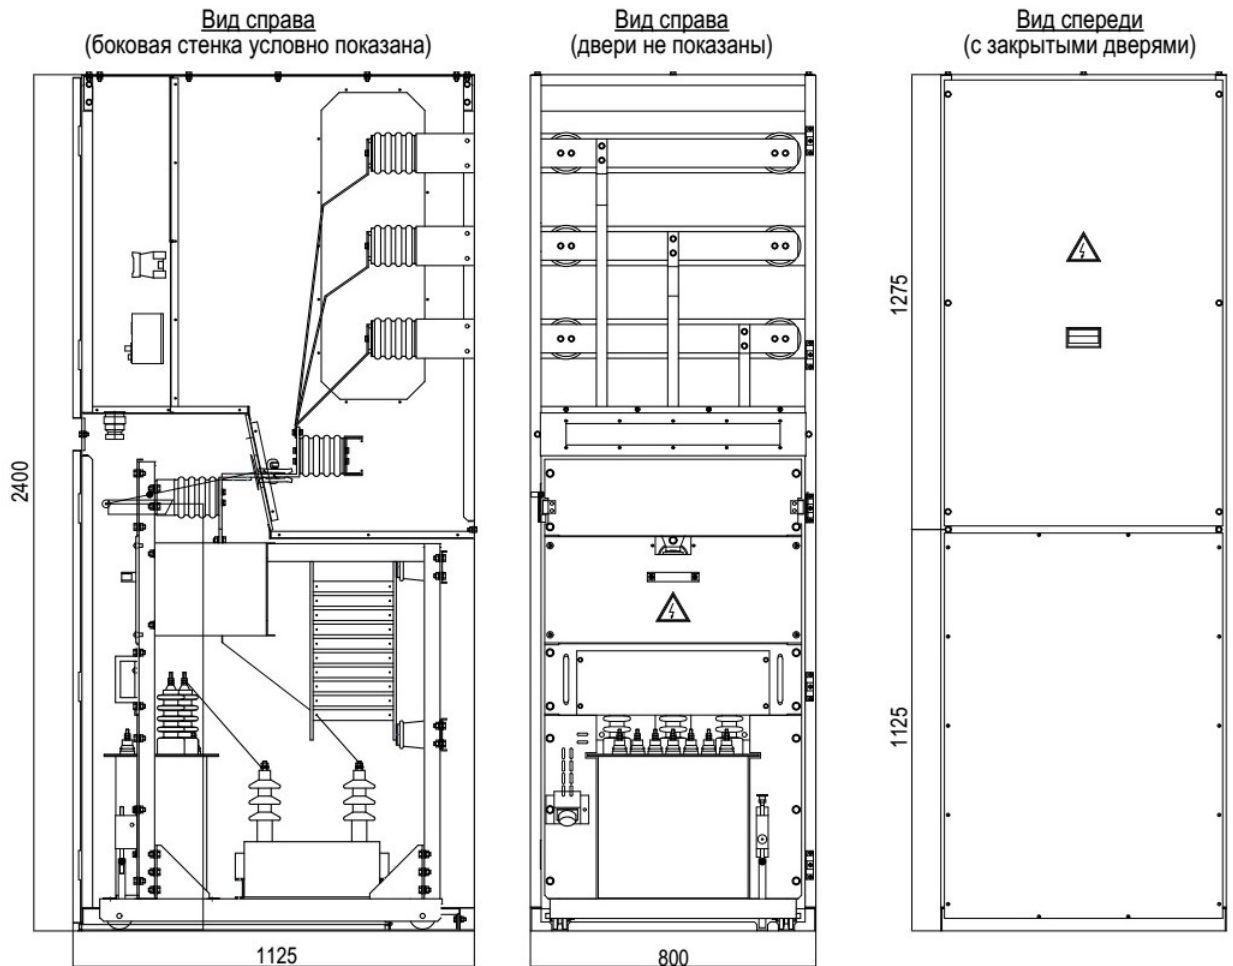 Вид справа
(боковая стенка условно показана)
Вид справа
(двери не показаны)
Вид спереди
(с закрытыми дверями)
2400
1275
1125
1125
800